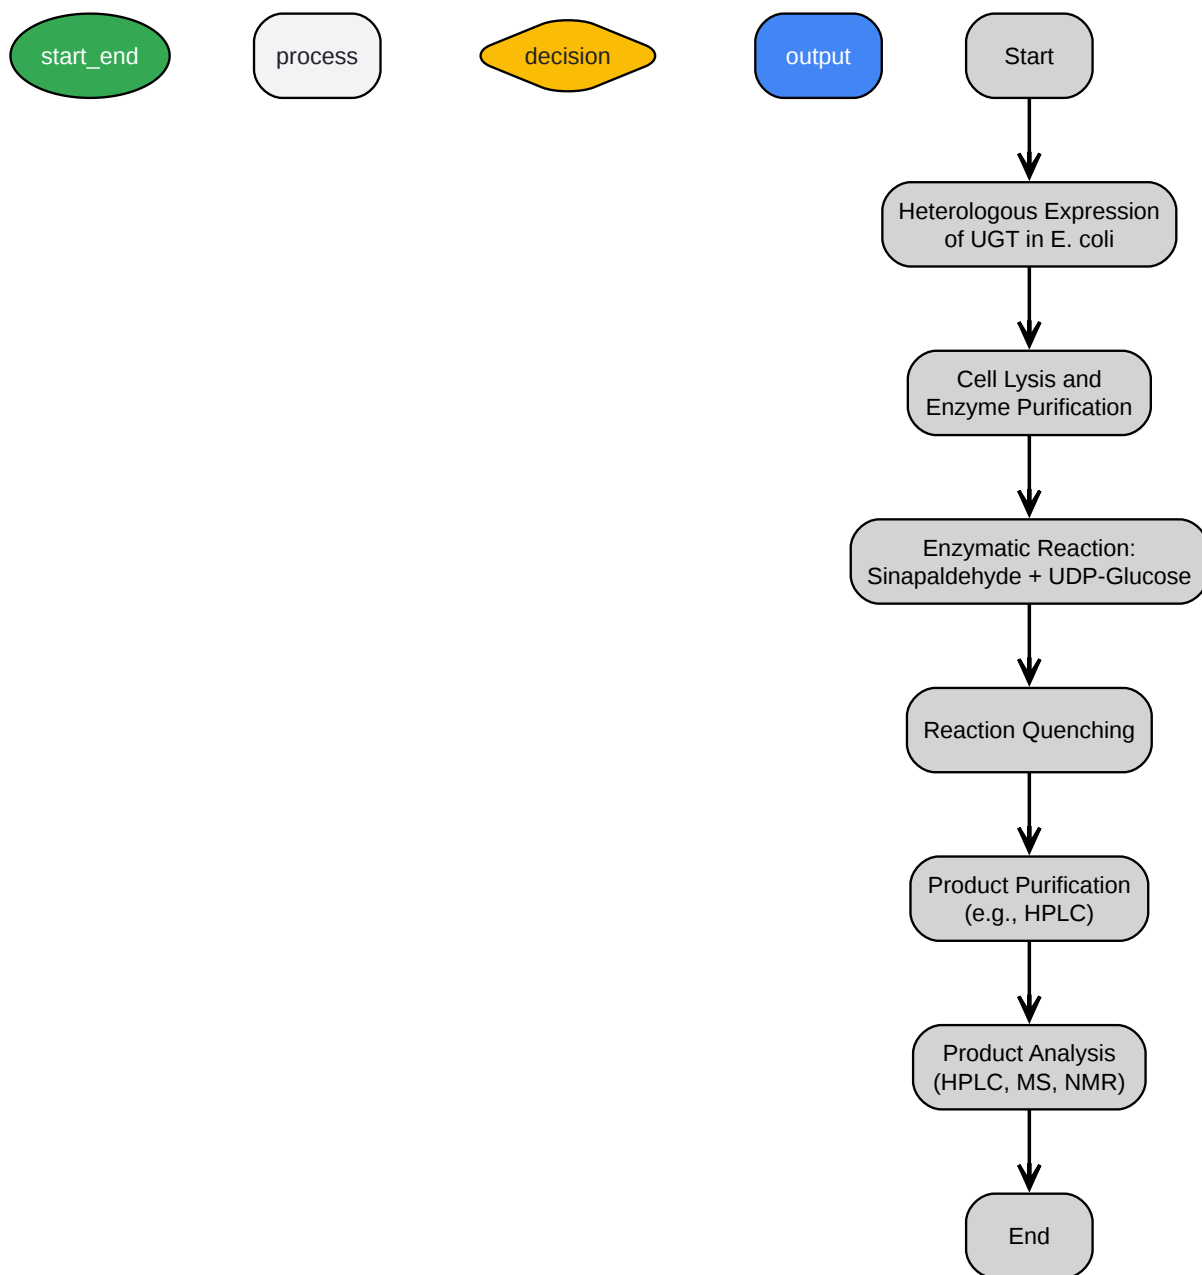 start_end
process
decision
output
Start
Heterologous Expression
of UGT in E. coli
Cell Lysis and
Enzyme Purification
Enzymatic Reaction:
Sinapaldehyde + UDP-Glucose
Reaction Quenching
Product Purification
(e.g., HPLC)
Product Analysis
(HPLC, MS, NMR)
End